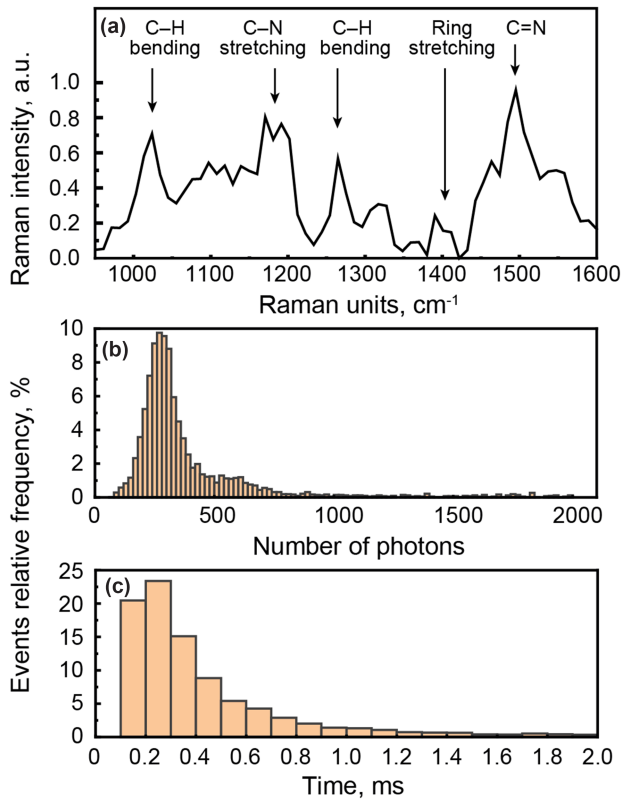 (a)
C–H
bending
C–N
stretching
C–H
bending
Ring
stretching
C=N
Raman intensity, a.u.
1.0
0.8
0.6
0.4
0.2
0.0
1000 1100 1200 1300 1400 1500 1600
Raman units, cm-1
(b)
Events relative frequency, %
10
8
6
4
2
0
0 500 1000 1500 2000
Number of photons
(c)
25
20
15
10
5
0
0 0.2 0.4 0.6 0.8 1.0 1.2 1.4 1.6 1.8 2.0
Time, ms